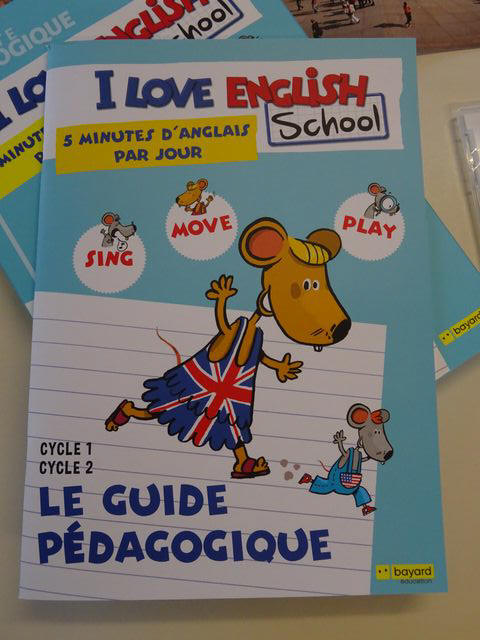 I LOVE ENGLISH
School
5 MINUTES D'ANGLAIS
PAR JOUR
SING
MOVE
PLAY
CYCLE 1
CYCLE 2
LE GUIDE
PÉDAGOGIQUE
bayard
éducation
bayard